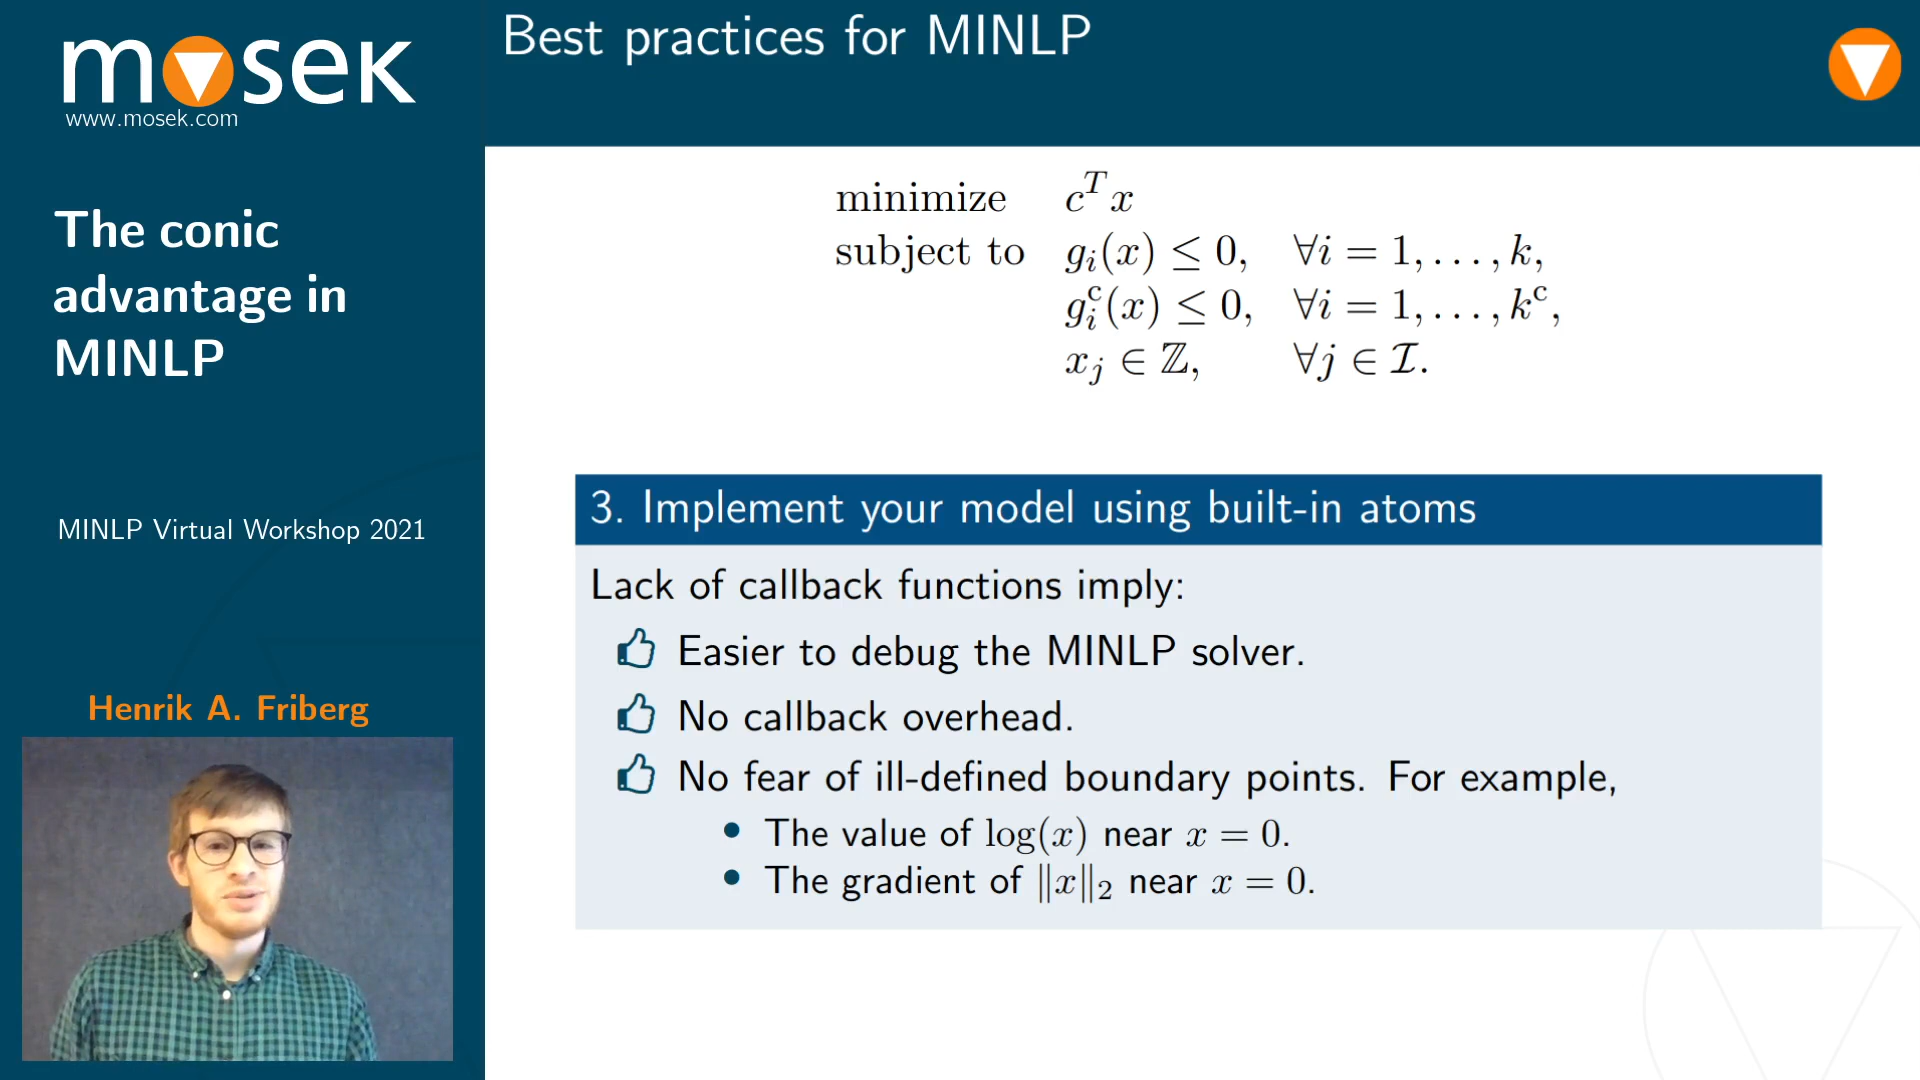 mosek
www.mosek.com
The conic
advantage in
MINLP
MINLP Virtual Workshop 2021
Henrik A. Friberg
Best practices for MINLP
minimize c^T x
subject to g_i(x) ≤ 0, ∀i = 1, . . . , k,
g_i^c(x) ≤ 0, ∀i = 1, . . . , k^c,
x_j ∈ ℤ, ∀j ∈ 𝓘.
3. Implement your model using built-in atoms
Lack of callback functions imply:
Easier to debug the MINLP solver.
No callback overhead.
No fear of ill-defined boundary points. For example,
• The value of log(x) near x = 0.
• The gradient of ‖x‖₂ near x = 0.